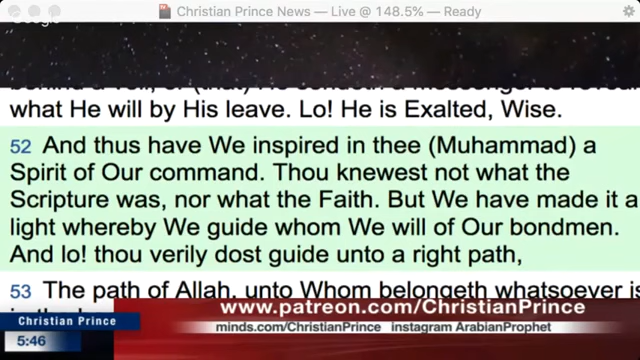 Christian Prince News — Live @ 148.5% — Ready
what He will by His leave. Lo! He is Exalted, Wise.
52 And thus have We inspired in thee (Muhammad) a
Spirit of Our command. Thou knewest not what the
Scripture was, nor what the Faith. But We have made it a
light whereby We guide whom We will of Our bondmen.
And lo! thou verily dost guide unto a right path,
53 The path of Allah, unto Whom belongeth whatsoever is
www.patreon.com/ChristianPrince
Christian Prince
minds.com/ChristianPrince instagram ArabianProphet
5:46